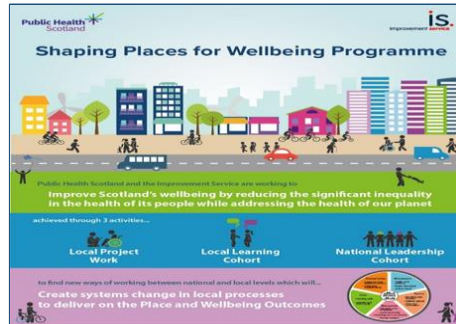 Public Health
Scotland
is.
improvement service
Shaping Places for Wellbeing Programme
Public Health Scotland and the Improvement Service are working to
Improve Scotland's wellbeing by reducing the significant inequality
in the health of its people while addressing the health of our planet
achieved through 3 activities...
Local Project
Work
Local Learning
Cohort
National Leadership
Cohort
to find new ways of working between national and local levels which will...
Create systems change in local processes
to deliver on the Place and Wellbeing Outcomes